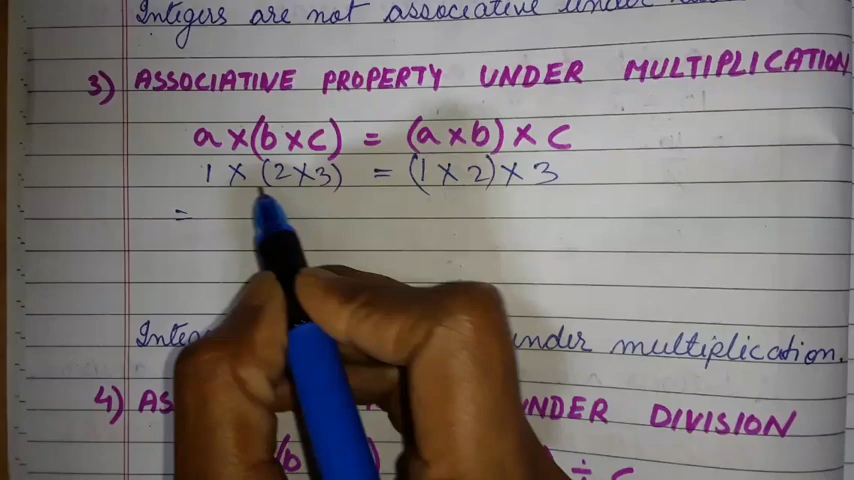 Integers are not associative under
3) ASSOCIATIVE PROPERTY UNDER MULTIPLICATION
a×(b×c) = (a×b)×c
1×(2×3) = (1×2)×3
=
under multiplication.
4) UNDER DIVISION
÷ c